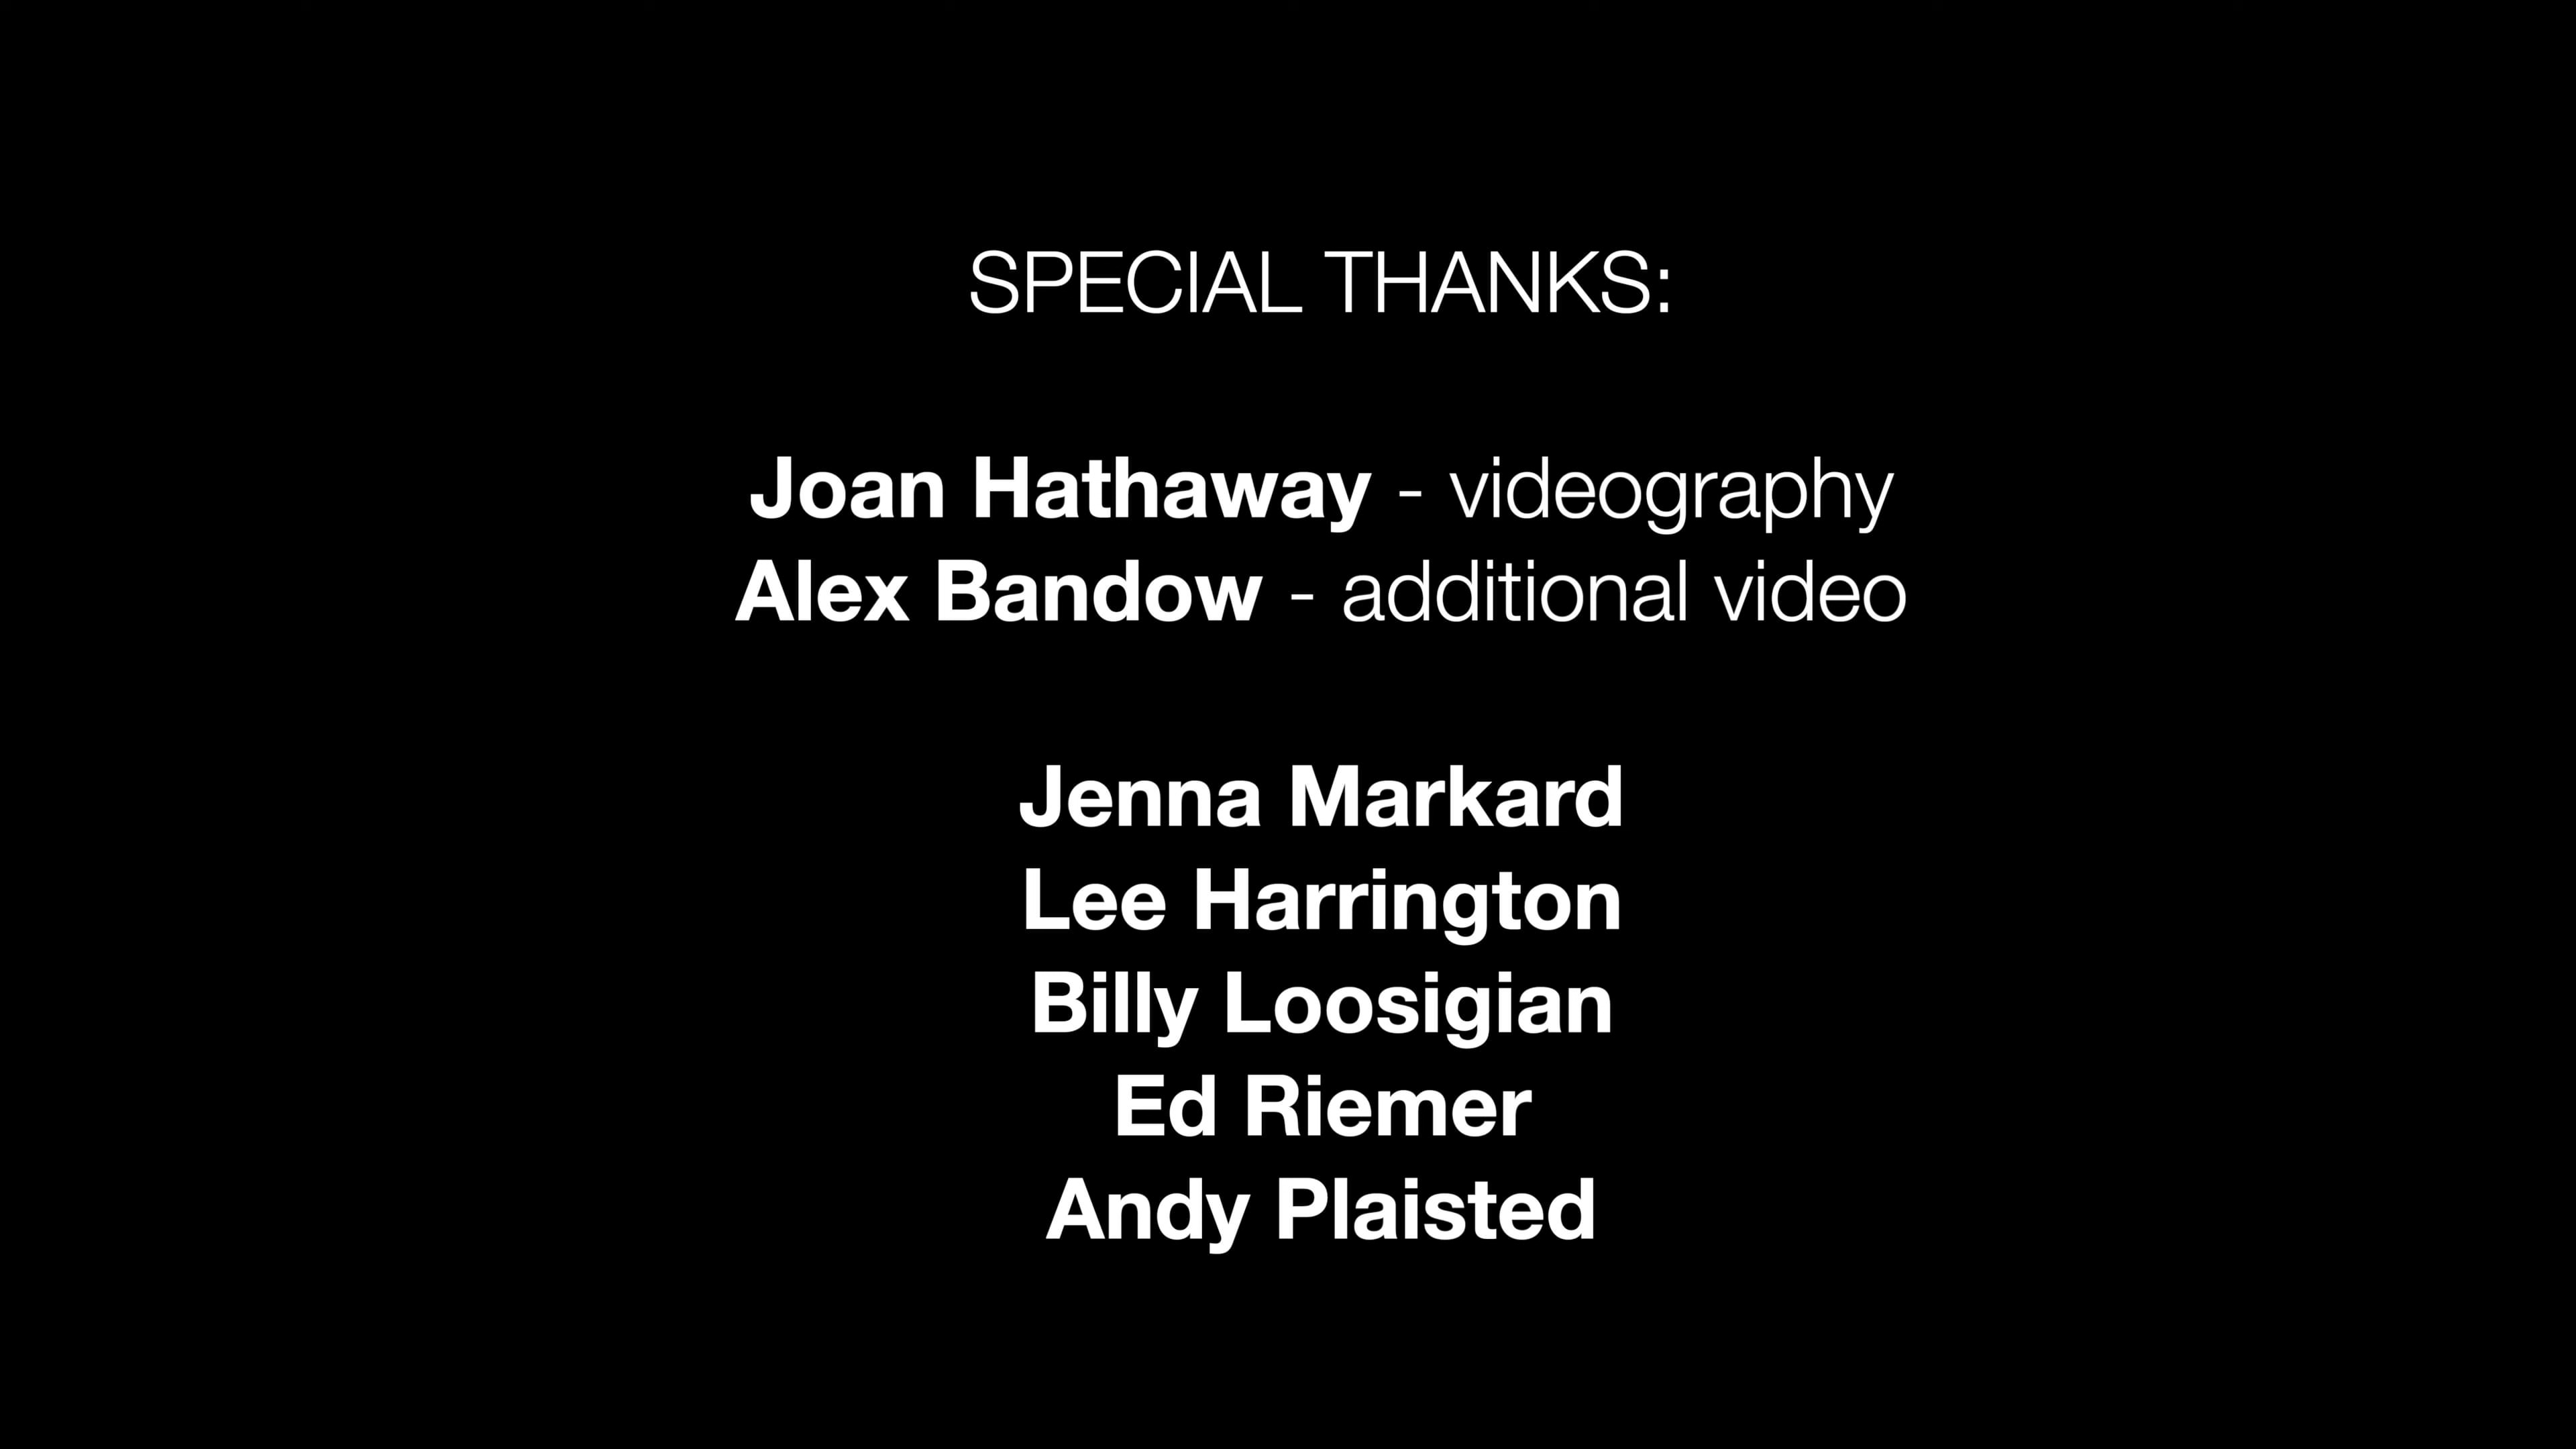 SPECIAL THANKS:
Joan Hathaway - videography
Alex Bandow - additional video
Jenna Markard
Lee Harrington
Billy Loosigian
Ed Riemer
Andy Plaisted